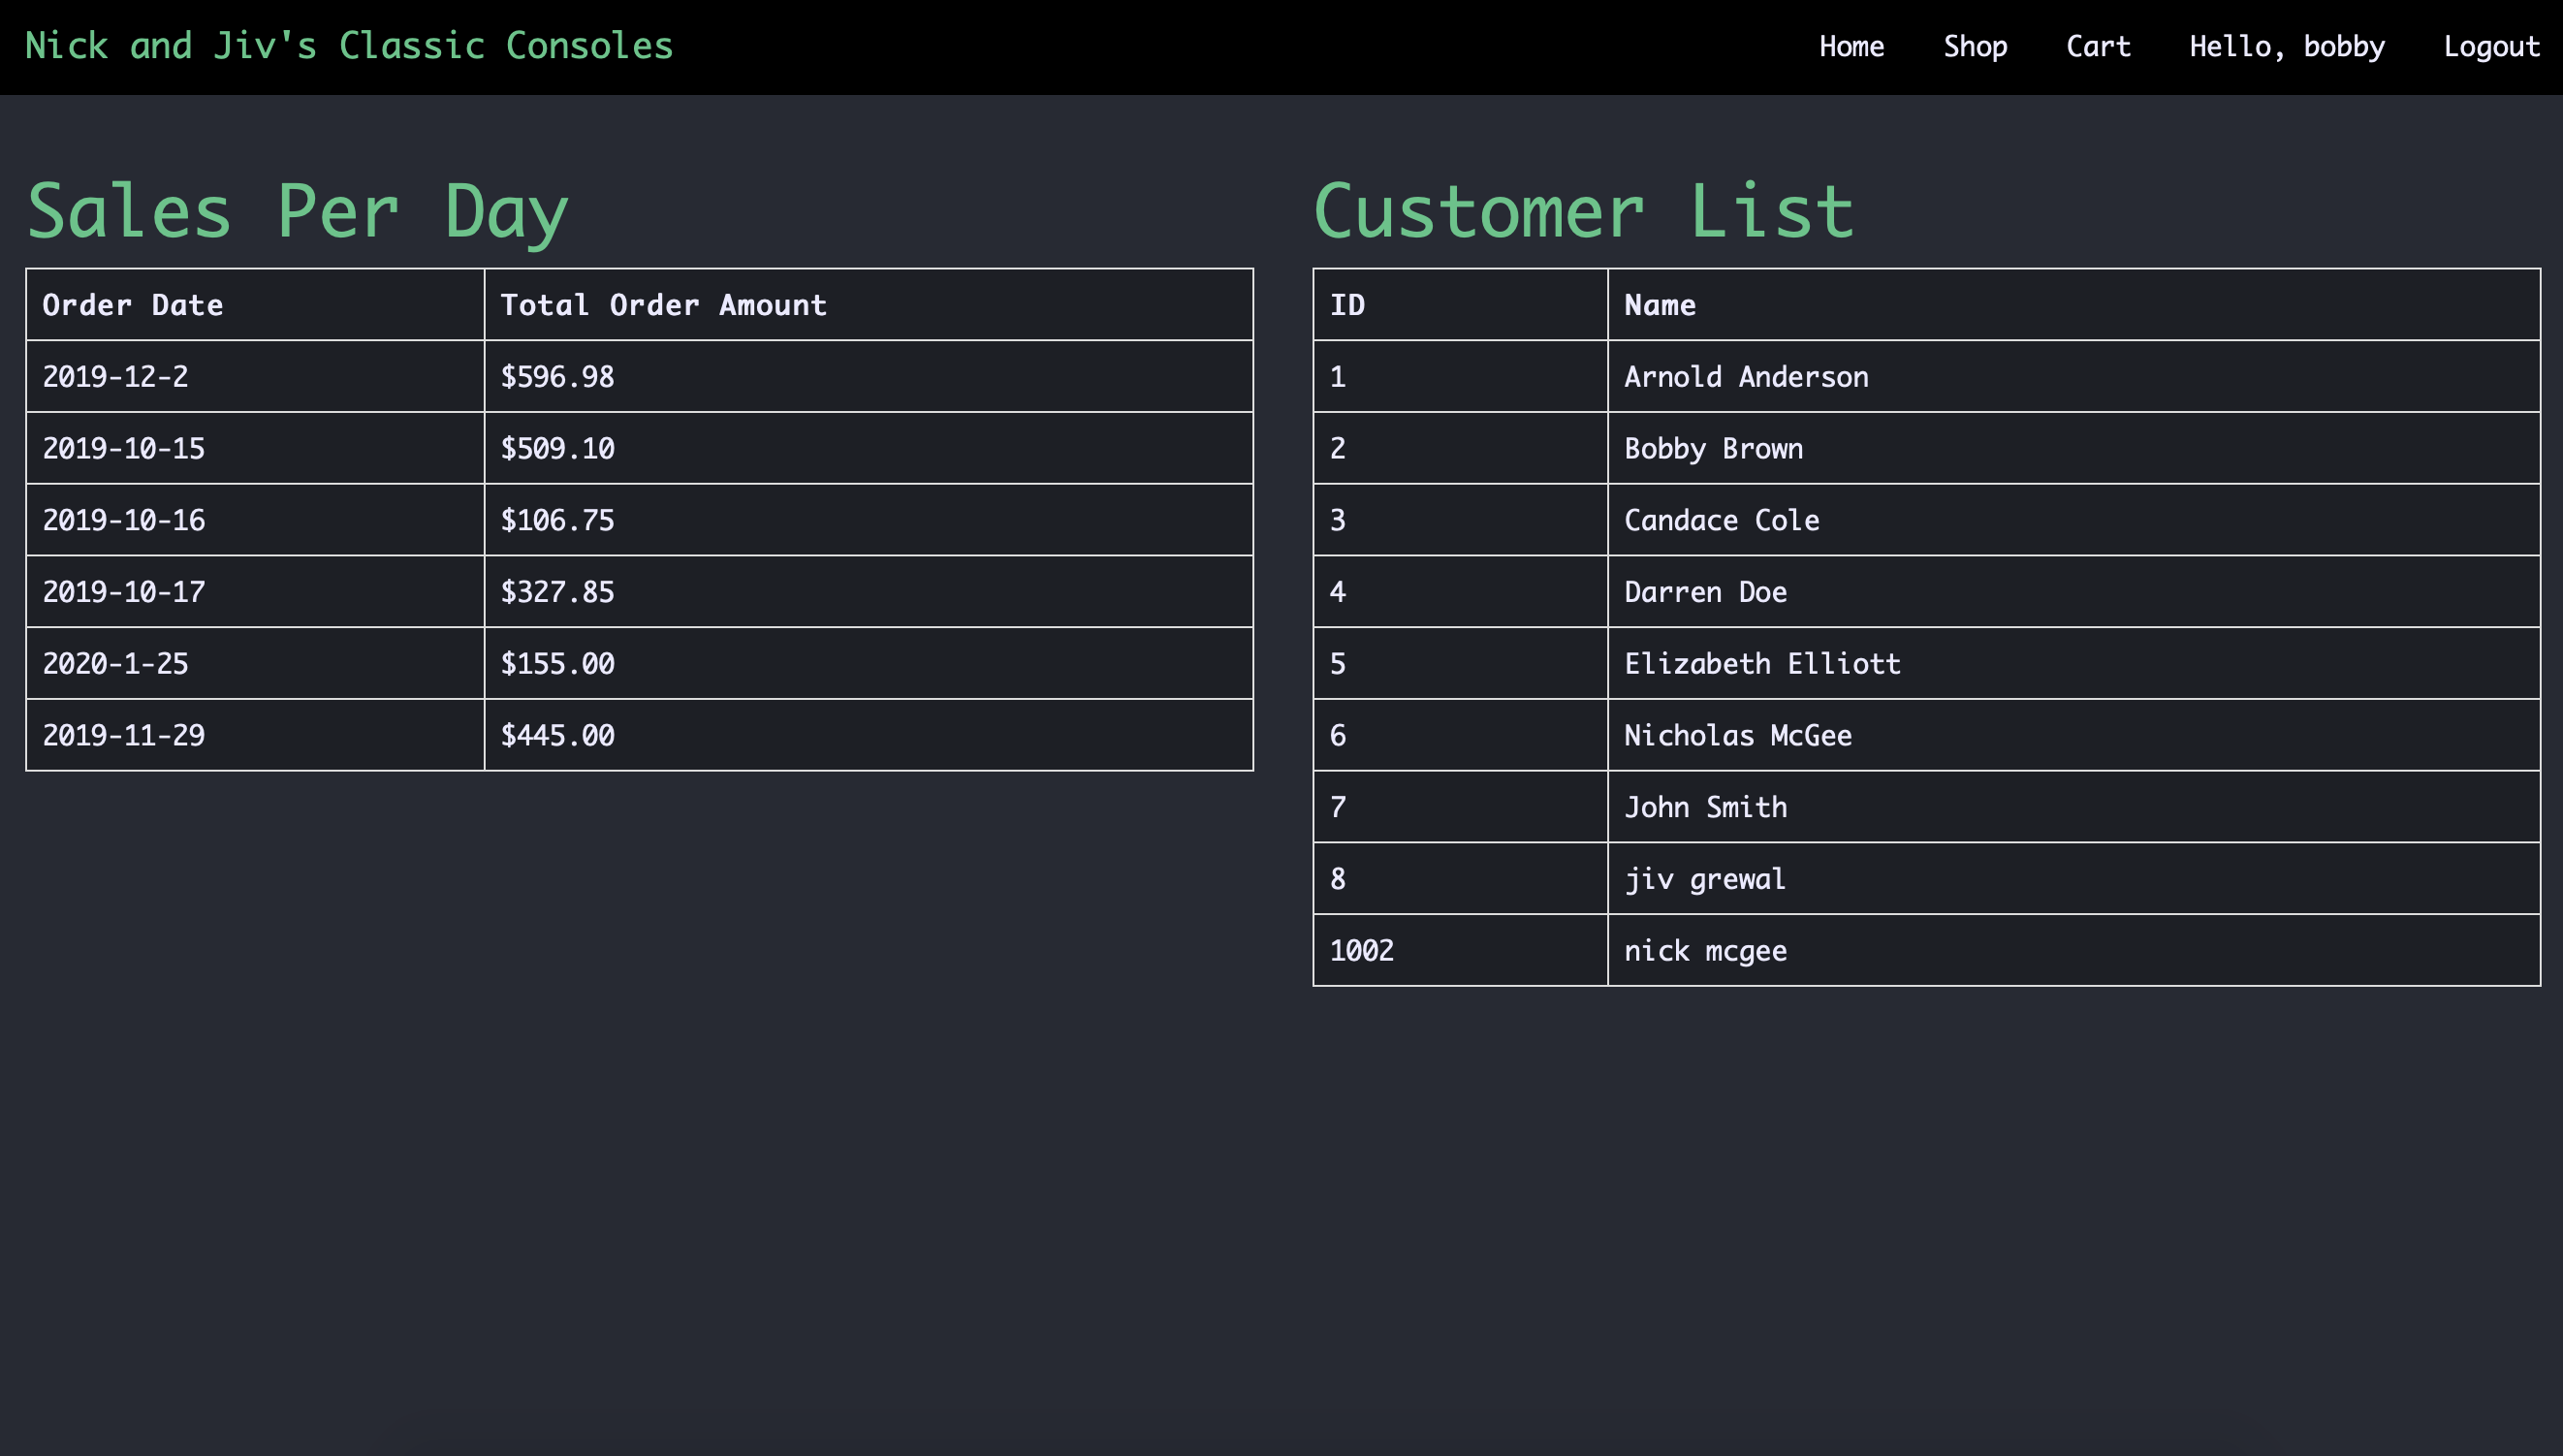 Nick and Jiv's Classic Consoles
Home Shop Cart Hello, bobby Logout
Sales Per Day
Order Date Total Order Amount
2019-12-2 $596.98
2019-10-15 $509.10
2019-10-16 $106.75
2019-10-17 $327.85
2020-1-25 $155.00
2019-11-29 $445.00
Customer List
ID Name
1 Arnold Anderson
2 Bobby Brown
3 Candace Cole
4 Darren Doe
5 Elizabeth Elliott
6 Nicholas McGee
7 John Smith
8 jiv grewal
1002 nick mcgee